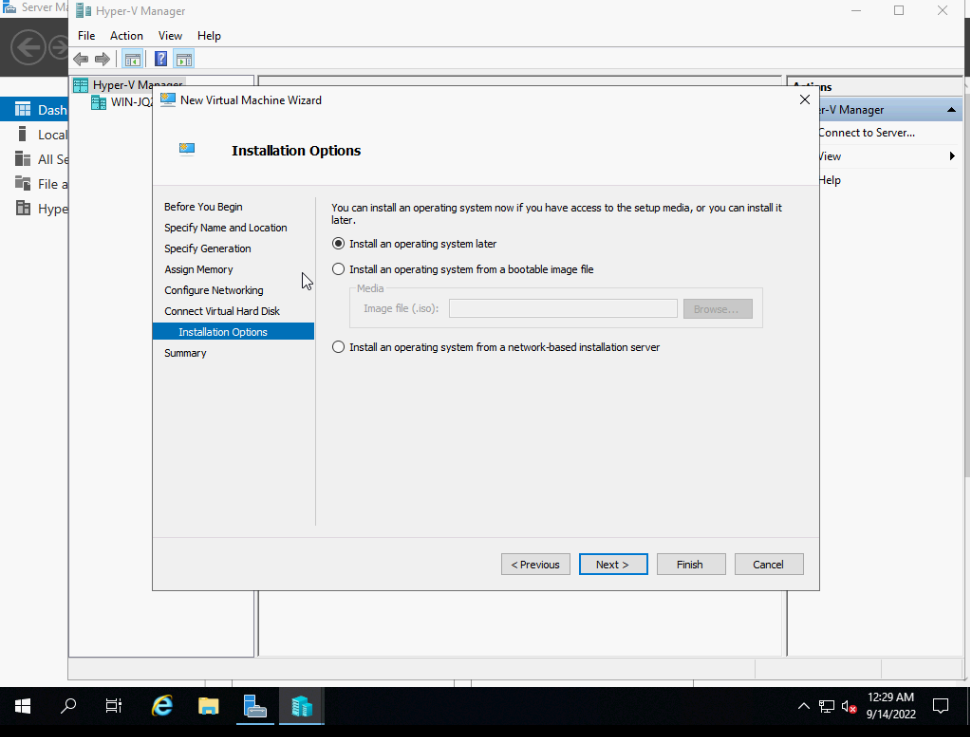 Server Ma
Hyper-V Manager
File Action View Help
Hyper-V Manager
WIN-JQ
Dash
Local
All Se
File a
Hype
New Virtual Machine Wizard
Installation Options
Before You Begin
Specify Name and Location
Specify Generation
Assign Memory
Configure Networking
Connect Virtual Hard Disk
Installation Options
Summary
You can install an operating system now if you have access to the setup media, or you can install it
later.
Install an operating system later
Install an operating system from a bootable image file
Media
Image file (.iso):
Browse...
Install an operating system from a network-based installation server
< Previous
Next >
Finish
Cancel
r-V Manager
Connect to Server...
View
Help
12:29 AM
9/14/2022